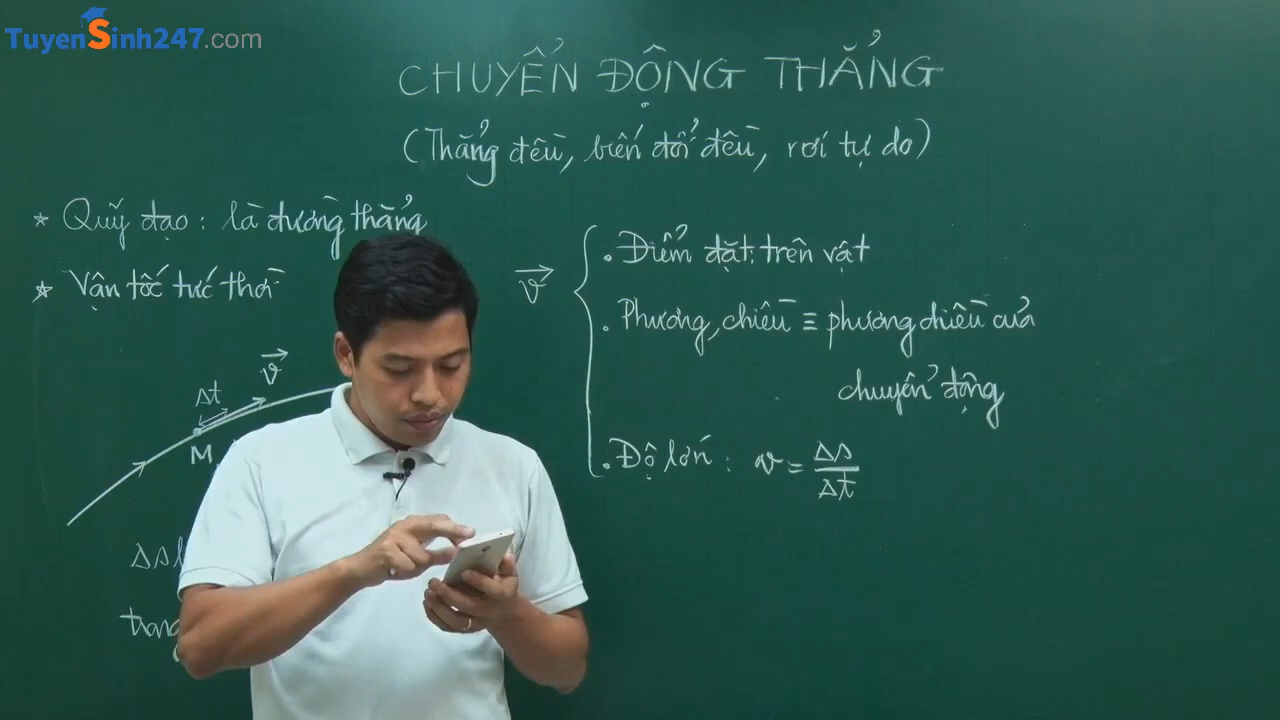 TuyenSinh247.com
CHUYỂN ĐỘNG THẲNG
(Thẳng đều, biến đổi đều, rơi tự do)
* Quỹ đạo : là đường thẳng
* Vận tốc tức thời
v→
Δt
M
Δs
trong
v→ {
. Điểm đặt : trên vật
. Phương, chiều ≡ phương chiều của
chuyển động
. Độ lớn : v = Δs/Δt